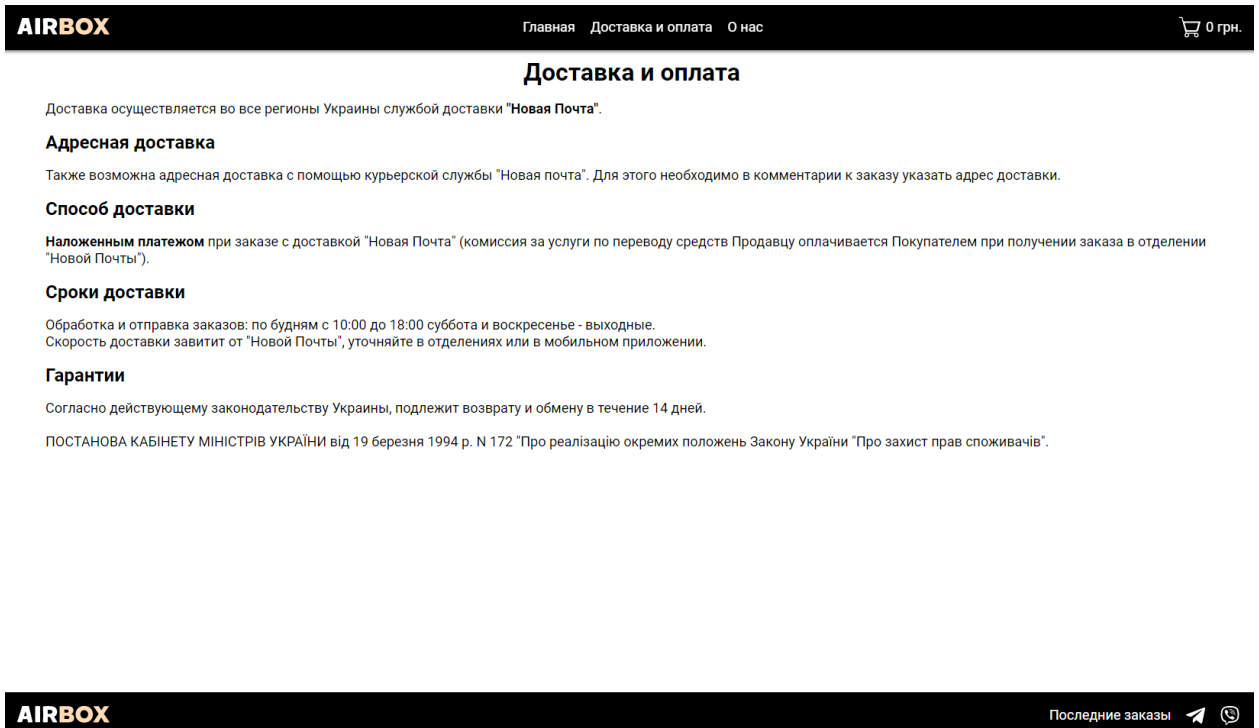 AIRBOX
Главная Доставка и оплата О нас
0 грн.
Доставка и оплата
Доставка осуществляется во все регионы Украины службой доставки "Новая Почта".
Адресная доставка
Также возможна адресная доставка с помощью курьерской службы "Новая почта". Для этого необходимо в комментарии к заказу указать адрес доставки.
Способ доставки
Наложенным платежом при заказе с доставкой "Новая Почта" (комиссия за услуги по переводу средств Продавцу оплачивается Покупателем при получении заказа в отделении
"Новой Почты").
Сроки доставки
Обработка и отправка заказов: по будням с 10:00 до 18:00 суббота и воскресенье - выходные.
Скорость доставки завитит от "Новой Почты", уточняйте в отделениях или в мобильном приложении.
Гарантии
Согласно действующему законодательству Украины, подлежит возврату и обмену в течение 14 дней.
ПОСТАНОВА КАБІНЕТУ МІНІСТРІВ УКРАЇНИ від 19 березня 1994 р. N 172 "Про реалізацію окремих положень Закону України "Про захист прав споживачів".
AIRBOX
Последние заказы